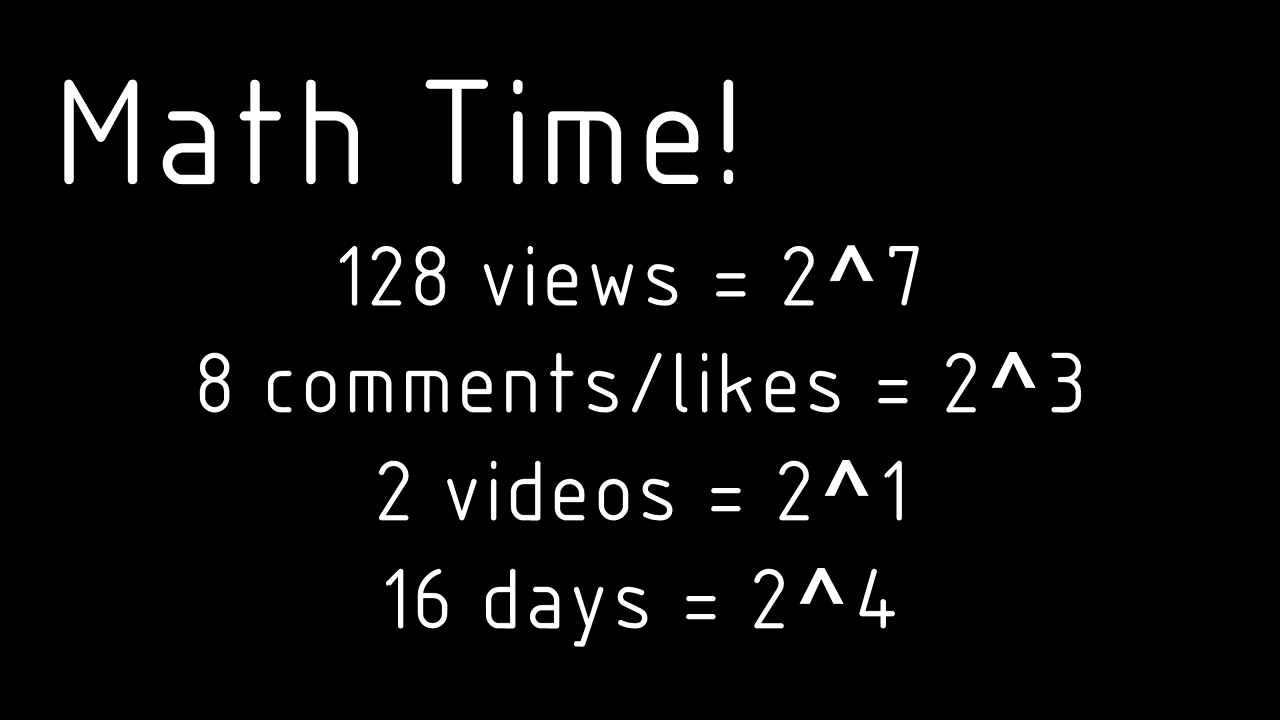 Math Time!
128 views = 2^7
8 comments/likes = 2^3
2 videos = 2^1
16 days = 2^4